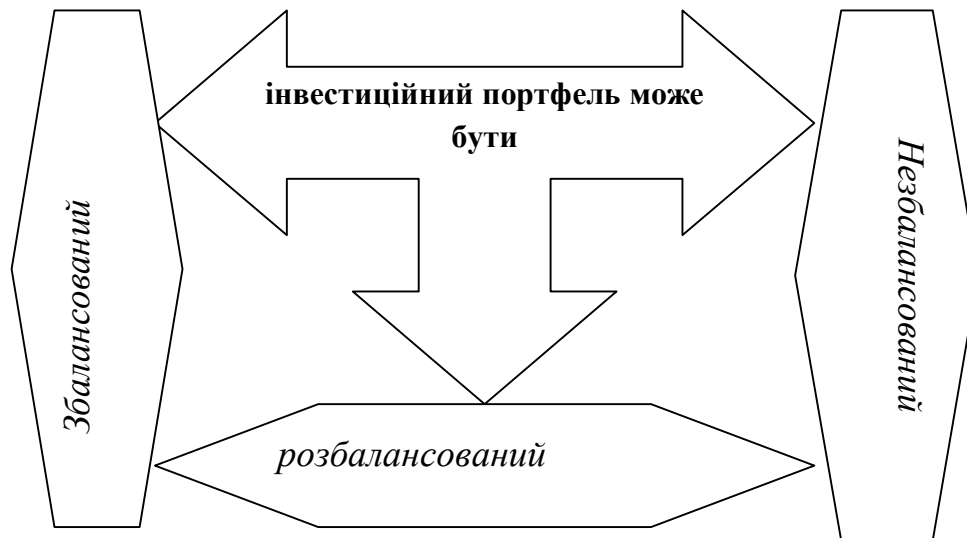 інвестиційний портфель може
бути
Збалансований
Незбалансований
розбалансований